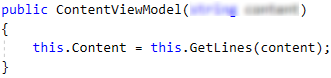 public ContentViewModel(
{
this.Content = this.GetLines(content);
}